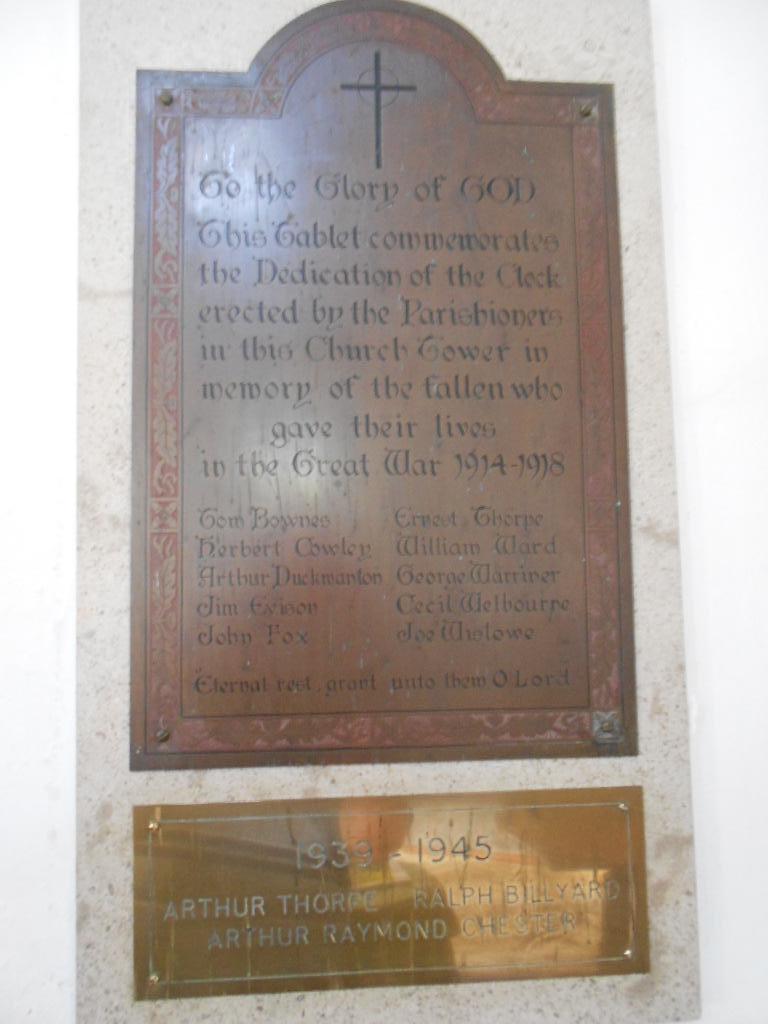 To the Glory of GOD
This Tablet commemorates
the Dedication of the Clock
erected by the Parishioners
in this Church Tower in
memory of the fallen who
gave their lives
in the Great War 1914-1918
Tom Bownes Ernest Thorpe
Herbert Cowley William Ward
Arthur Duckmanton George Warriner
Jim Evison Cecil Welbourne
John Fox Joe Wislowe
Eternal rest, grant unto them O Lord
1939 - 1945
ARTHUR THORPE RALPH BILLYARD
ARTHUR RAYMOND CHESTER